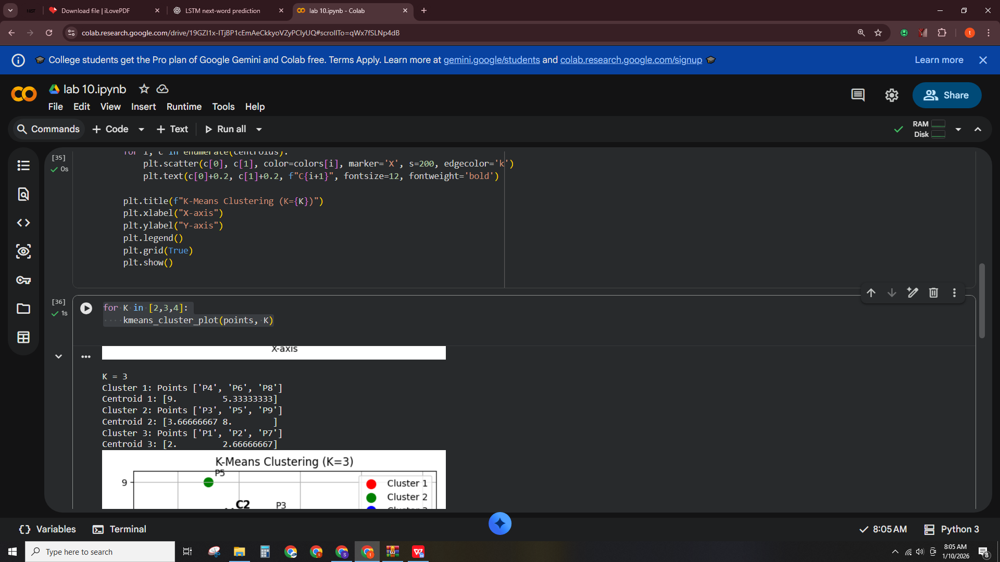 NIST
Download file | iLovePDF
LSTM next-word prediction
lab 10.ipynb - Colab
colab.research.google.com/drive/19GZI1x-ITjBP1cEmAeCkkyoVZyPCIyUQ#scrollTo=qWx7fSLNp4dB
t
🎓 College students get the Pro plan of Google Gemini and Colab free. Terms Apply. Learn more at gemini.google/students and colab.research.google.com/signup 🎓
Learn more
lab 10.ipynb
Share
File Edit View Insert Runtime Tools Help
Commands + Code + Text Run all
RAM
Disk
[35]
0s
for i, c in enumerate(centroids):
plt.scatter(c[0], c[1], color=colors[i], marker='X', s=200, edgecolor='k')
plt.text(c[0]+0.2, c[1]+0.2, f"C{i+1}", fontsize=12, fontweight='bold')
plt.title(f"K-Means Clustering (K={K})")
plt.xlabel("X-axis")
plt.ylabel("Y-axis")
plt.legend()
plt.grid(True)
plt.show()
[36]
1s
for K in [2,3,4]:
kmeans_cluster_plot(points, K)
X-axis
K = 3
Cluster 1: Points ['P4', 'P6', 'P8']
Centroid 1: [9. 5.33333333]
Cluster 2: Points ['P3', 'P5', 'P9']
Centroid 2: [3.66666667 8. ]
Cluster 3: Points ['P1', 'P2', 'P7']
Centroid 3: [2. 2.66666667]
K-Means Clustering (K=3)
P5
9
Cluster 1
Cluster 2
C2
P3
Variables
Terminal
8:05 AM
Python 3
Type here to search
8:05 AM
1/10/2026
8